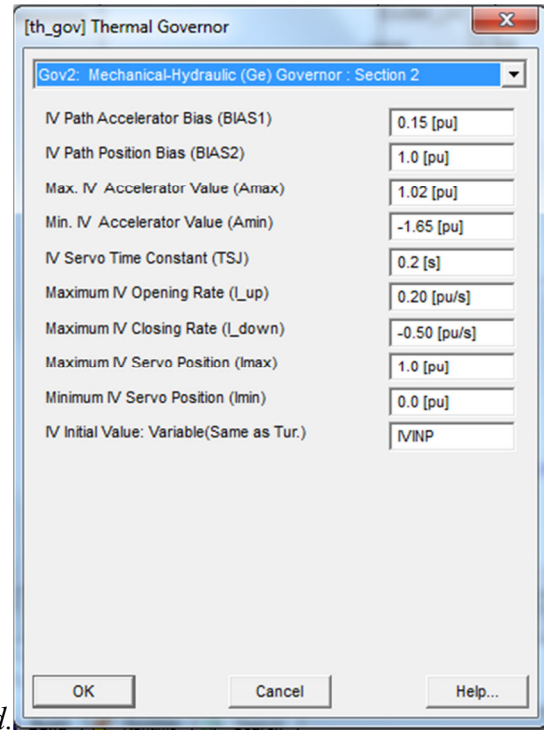 [th_gov] Thermal Governor
Gov2: Mechanical-Hydraulic (Ge) Governor : Section 2
IV Path Accelerator Bias (BIAS1) 0.15 [pu]
IV Path Position Bias (BIAS2) 1.0 [pu]
Max. IV Accelerator Value (Amax) 1.02 [pu]
Min. IV Accelerator Value (Amin) -1.65 [pu]
IV Servo Time Constant (TSJ) 0.2 [s]
Maximum IV Opening Rate (I_up) 0.20 [pu/s]
Maximum IV Closing Rate (I_down) -0.50 [pu/s]
Maximum IV Servo Position (Imax) 1.0 [pu]
Minimum IV Servo Position (Imin) 0.0 [pu]
IV Initial Value: Variable(Same as Tur.) IVINP
OK Cancel Help...
d.